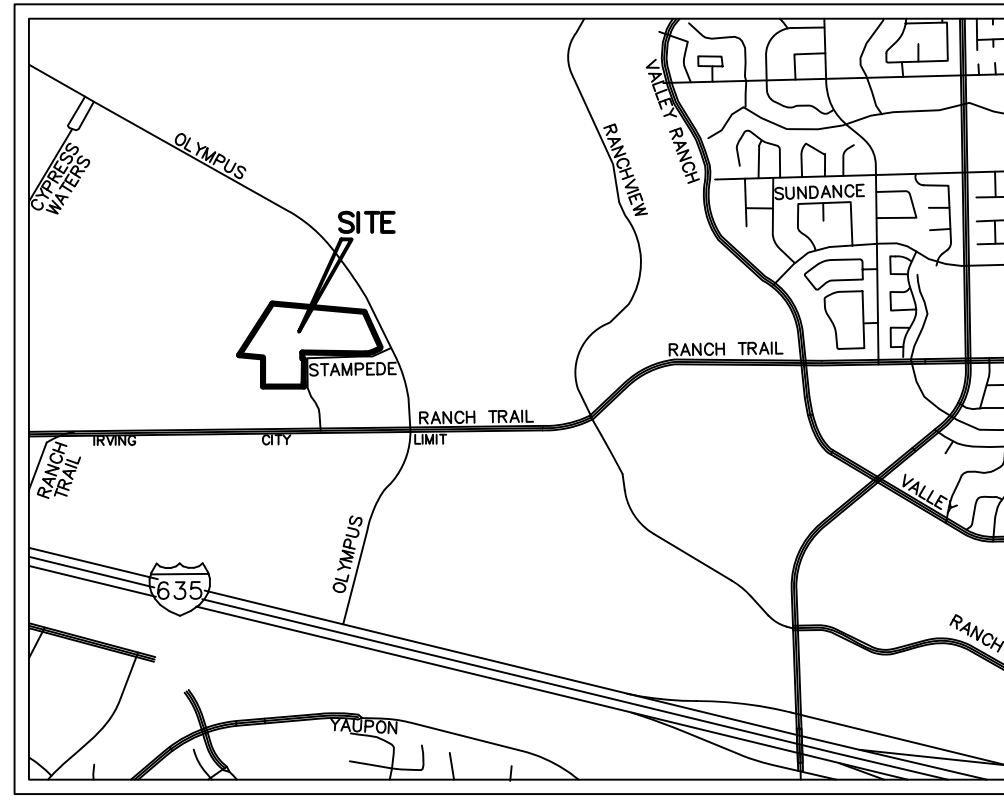 VALLEY RANCH
OLYMPUS
RANCHVIEW
CYPRESS
WATERS
SUNDANCE
SITE
RANCH TRAIL
STAMPEDE
RANCH TRAIL
IRVING CITY LIMIT
RANCH
TRAIL
VALLEY
OLYMPUS
635
RANCH
YAUPON